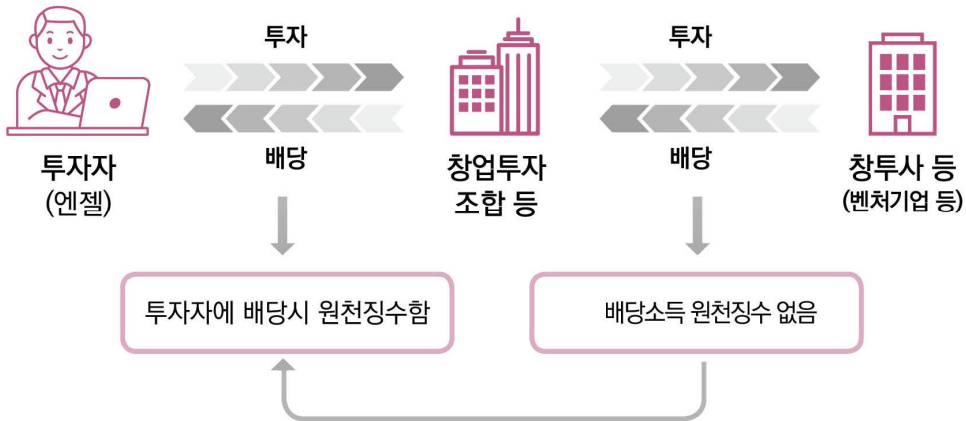 투자
투자
배당
배당
투자자
(엔젤)
창업투자
조합 등
창투사 등
(벤처기업 등)
투자자에 배당시 원천징수함
배당소득 원천징수 없음